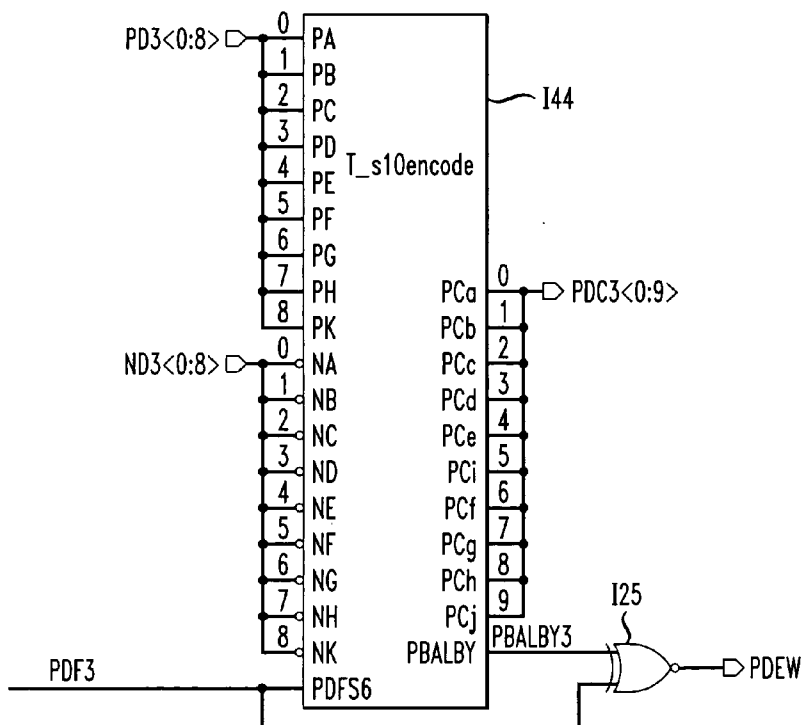 PD3<0:8>
0 PA
1 PB
2 PC
3 PD
4 PE
5 PF
6 PG
7 PH
8 PK
I44
T_s10encode
ND3<0:8>
0 NA
1 NB
2 NC
3 ND
4 NE
5 NF
6 NG
7 NH
8 NK
PDF3
PDFS6
PCa 0
PDC3<0:9>
PCb 1
PCc 2
PCd 3
PCe 4
PCi 5
PCf 6
PCg 7
PCh 8
PCj 9
PBALBY PBALBY3
I25
PDEW